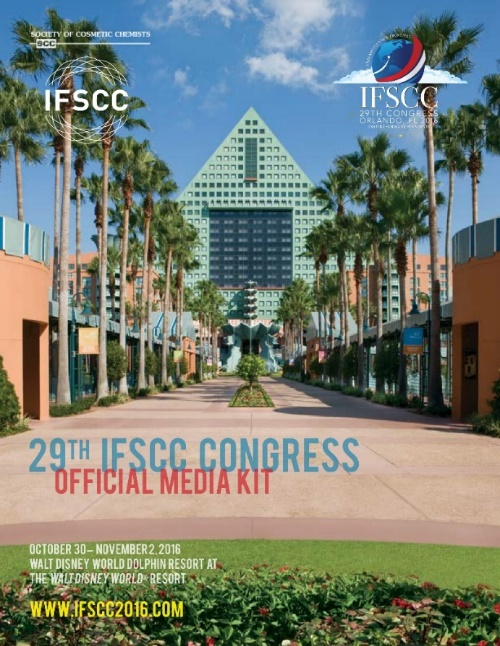 SOCIETY OF COSMETIC CHEMISTS
SCC
IFSCC
IFSCC
29TH CONGRESS
ORLANDO, FL 2016
29TH IFSCC CONGRESS
OFFICIAL MEDIA KIT
OCTOBER 30 – NOVEMBER 2, 2016
WALT DISNEY WORLD DOLPHIN RESORT AT
THE WALT DISNEY WORLD® RESORT
WWW.IFSCC2016.COM